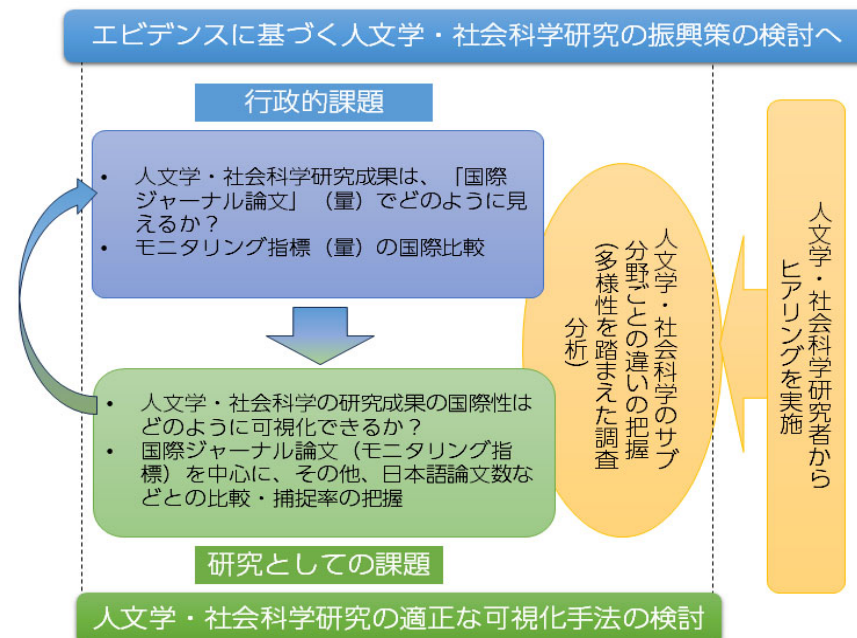 エビデンスに基づく人文学・社会科学研究の振興策の検討へ
行政的課題
• 人文学・社会科学研究成果は、「国際
ジャーナル論文」（量）でどのように見
えるか？
• モニタリング指標（量）の国際比較
• 人文学・社会科学の研究成果の国際性は
どのように可視化できるか？
• 国際ジャーナル論文（モニタリング指
標）を中心に、その他、日本語論文数な
どとの比較・捕捉率の把握
研究としての課題
人文学・社会科学研究の適正な可視化手法の検討
人文学・社会科学のサブ
分野ごとの違いの把握
（多様性を踏まえた調査
分析）
人文学・社会科学研究者から
ヒアリングを実施